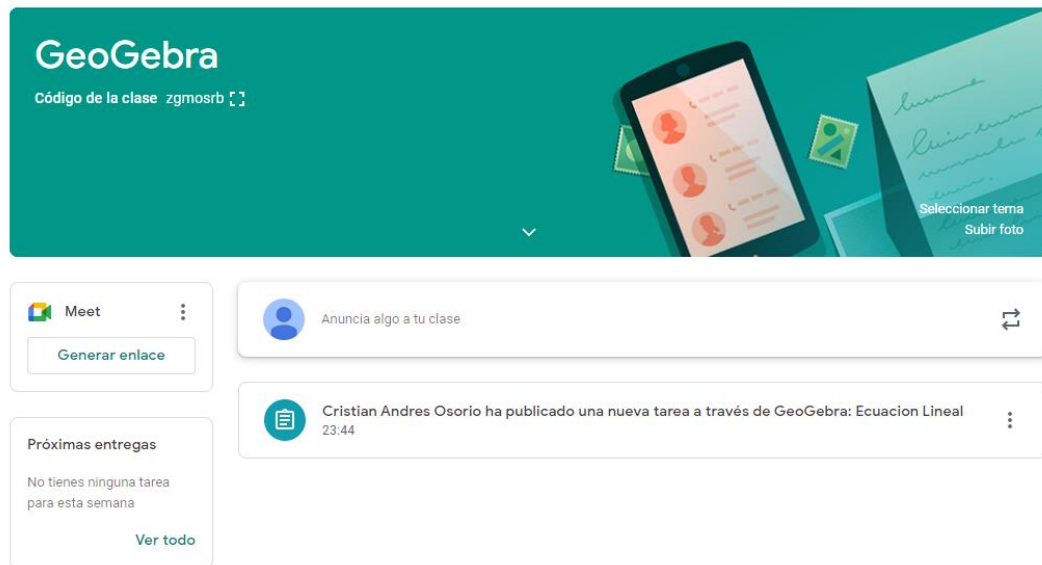 GeoGebra
Código de la clase zgmosrb
Seleccionar tema
Subir foto
Meet
Generar enlace
Anuncia algo a tu clase
Cristian Andres Osorio ha publicado una nueva tarea a través de GeoGebra: Ecuacion Lineal
23:44
Próximas entregas
No tienes ninguna tarea
para esta semana
Ver todo